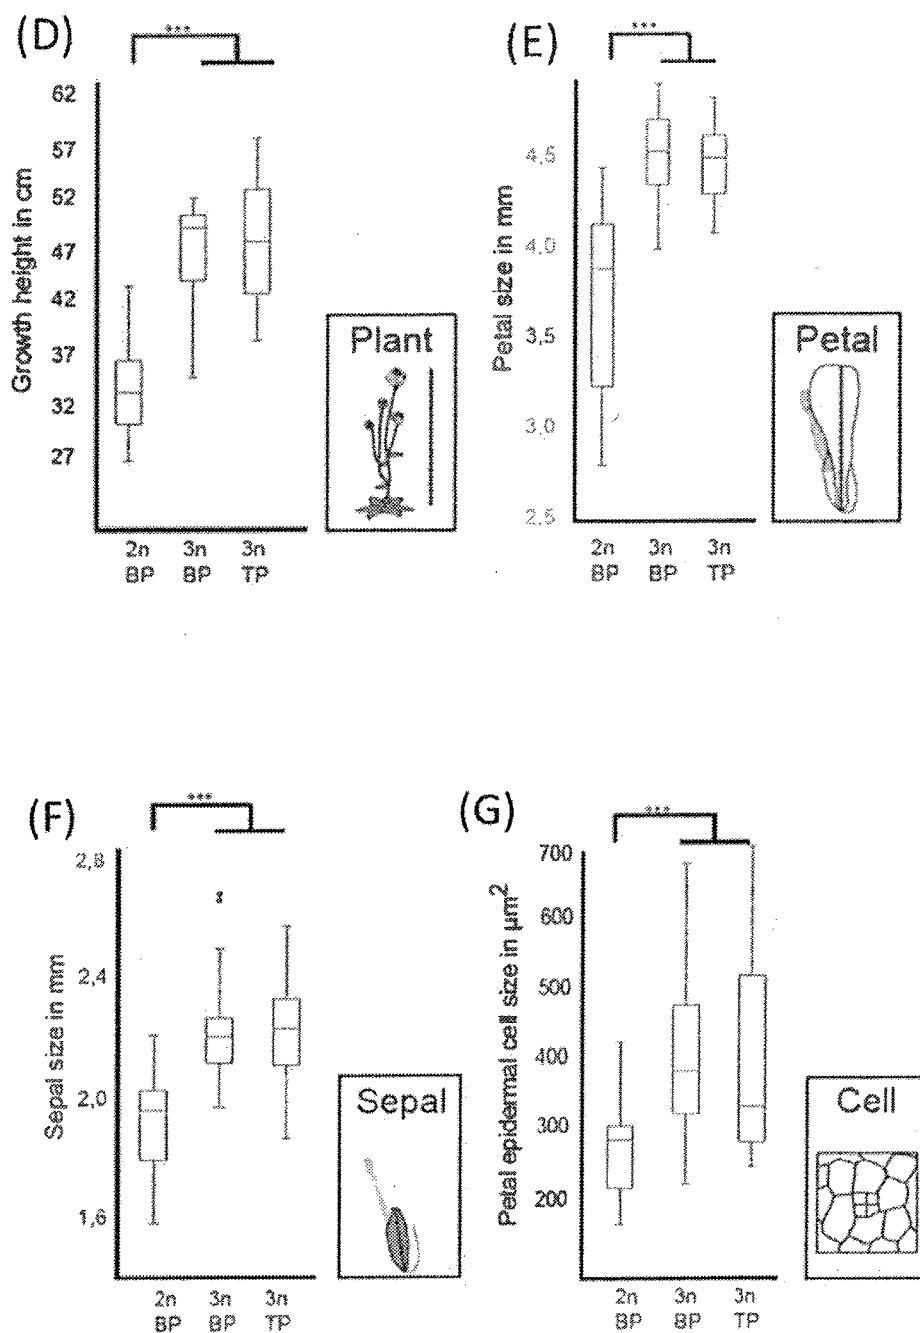 (D)
***
62
57
52
47
42
37
32
27
Growth height in cm
2n
BP
3n
BP
3n
TP
Plant
(E)
***
4,5
4,0
3,5
3,0
2,5
Petal size in mm
2n
BP
3n
BP
3n
TP
Petal
(F)
***
2,8
2,4
2,0
1,6
Sepal size in mm
2n
BP
3n
BP
3n
TP
Sepal
(G)
***
700
600
500
400
300
200
Petal epidermal cell size in µm²
2n
BP
3n
BP
3n
TP
Cell